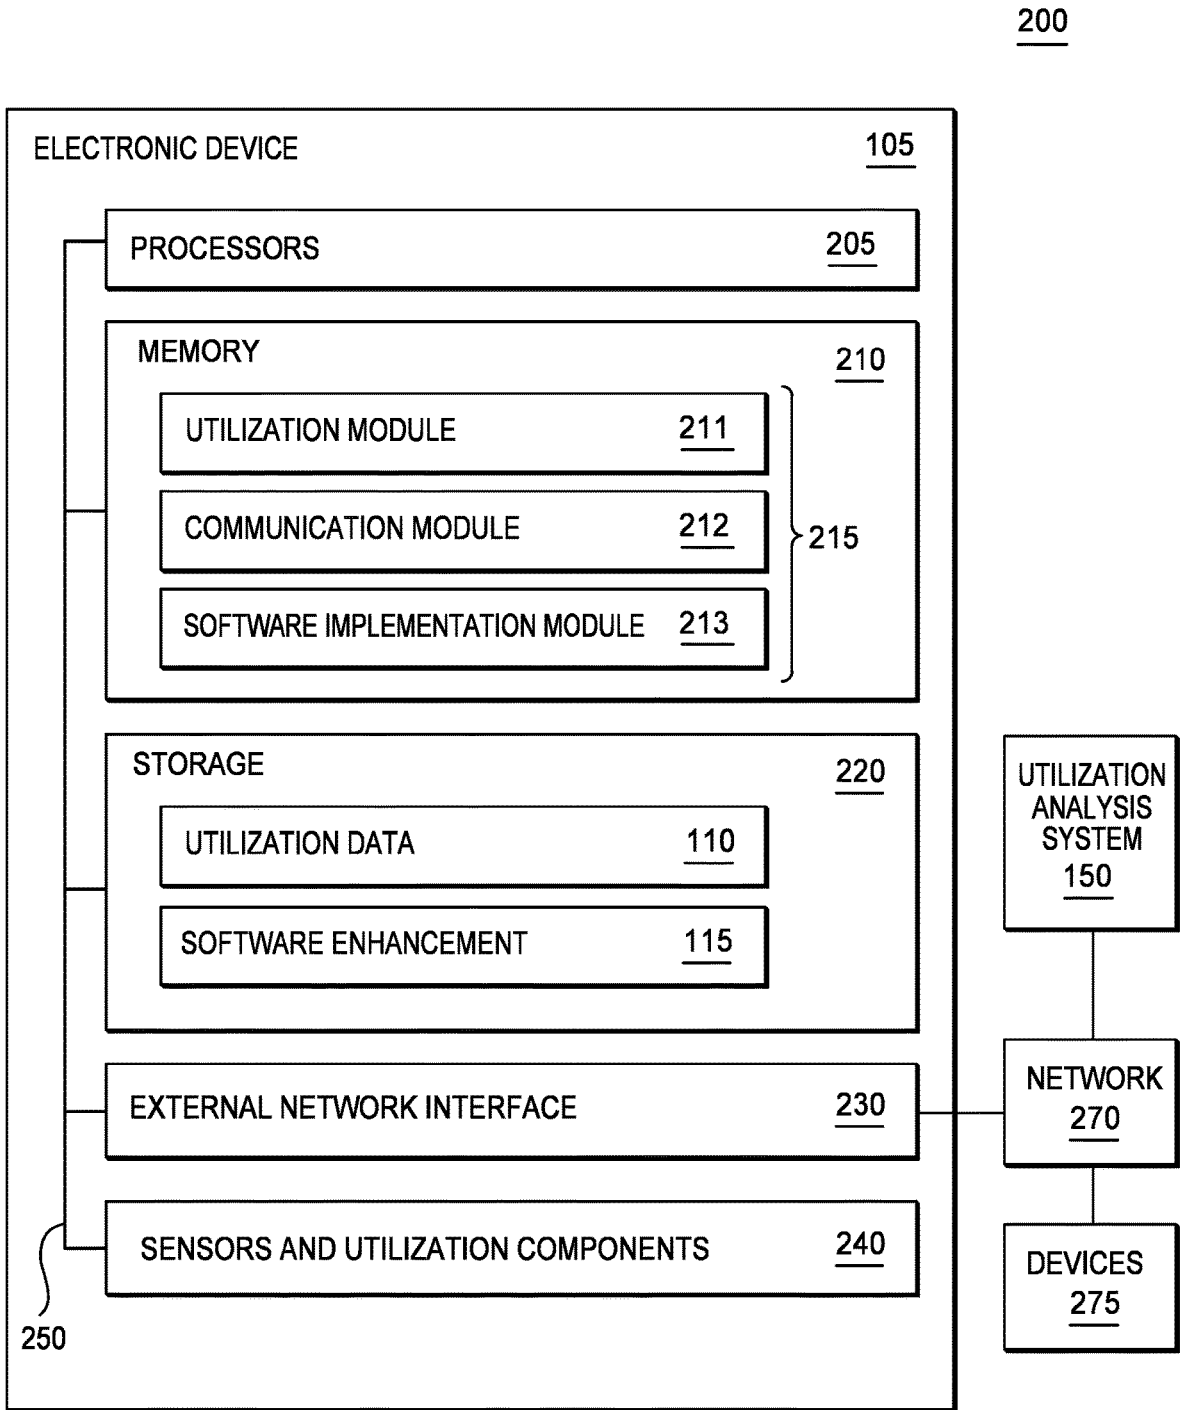 200
ELECTRONIC DEVICE 105
PROCESSORS 205
MEMORY 210
UTILIZATION MODULE 211
COMMUNICATION MODULE 212
215
SOFTWARE IMPLEMENTATION MODULE 213
STORAGE 220
UTILIZATION DATA 110
SOFTWARE ENHANCEMENT 115
UTILIZATION
ANALYSIS
SYSTEM
150
EXTERNAL NETWORK INTERFACE 230
NETWORK
270
SENSORS AND UTILIZATION COMPONENTS 240
DEVICES
275
250